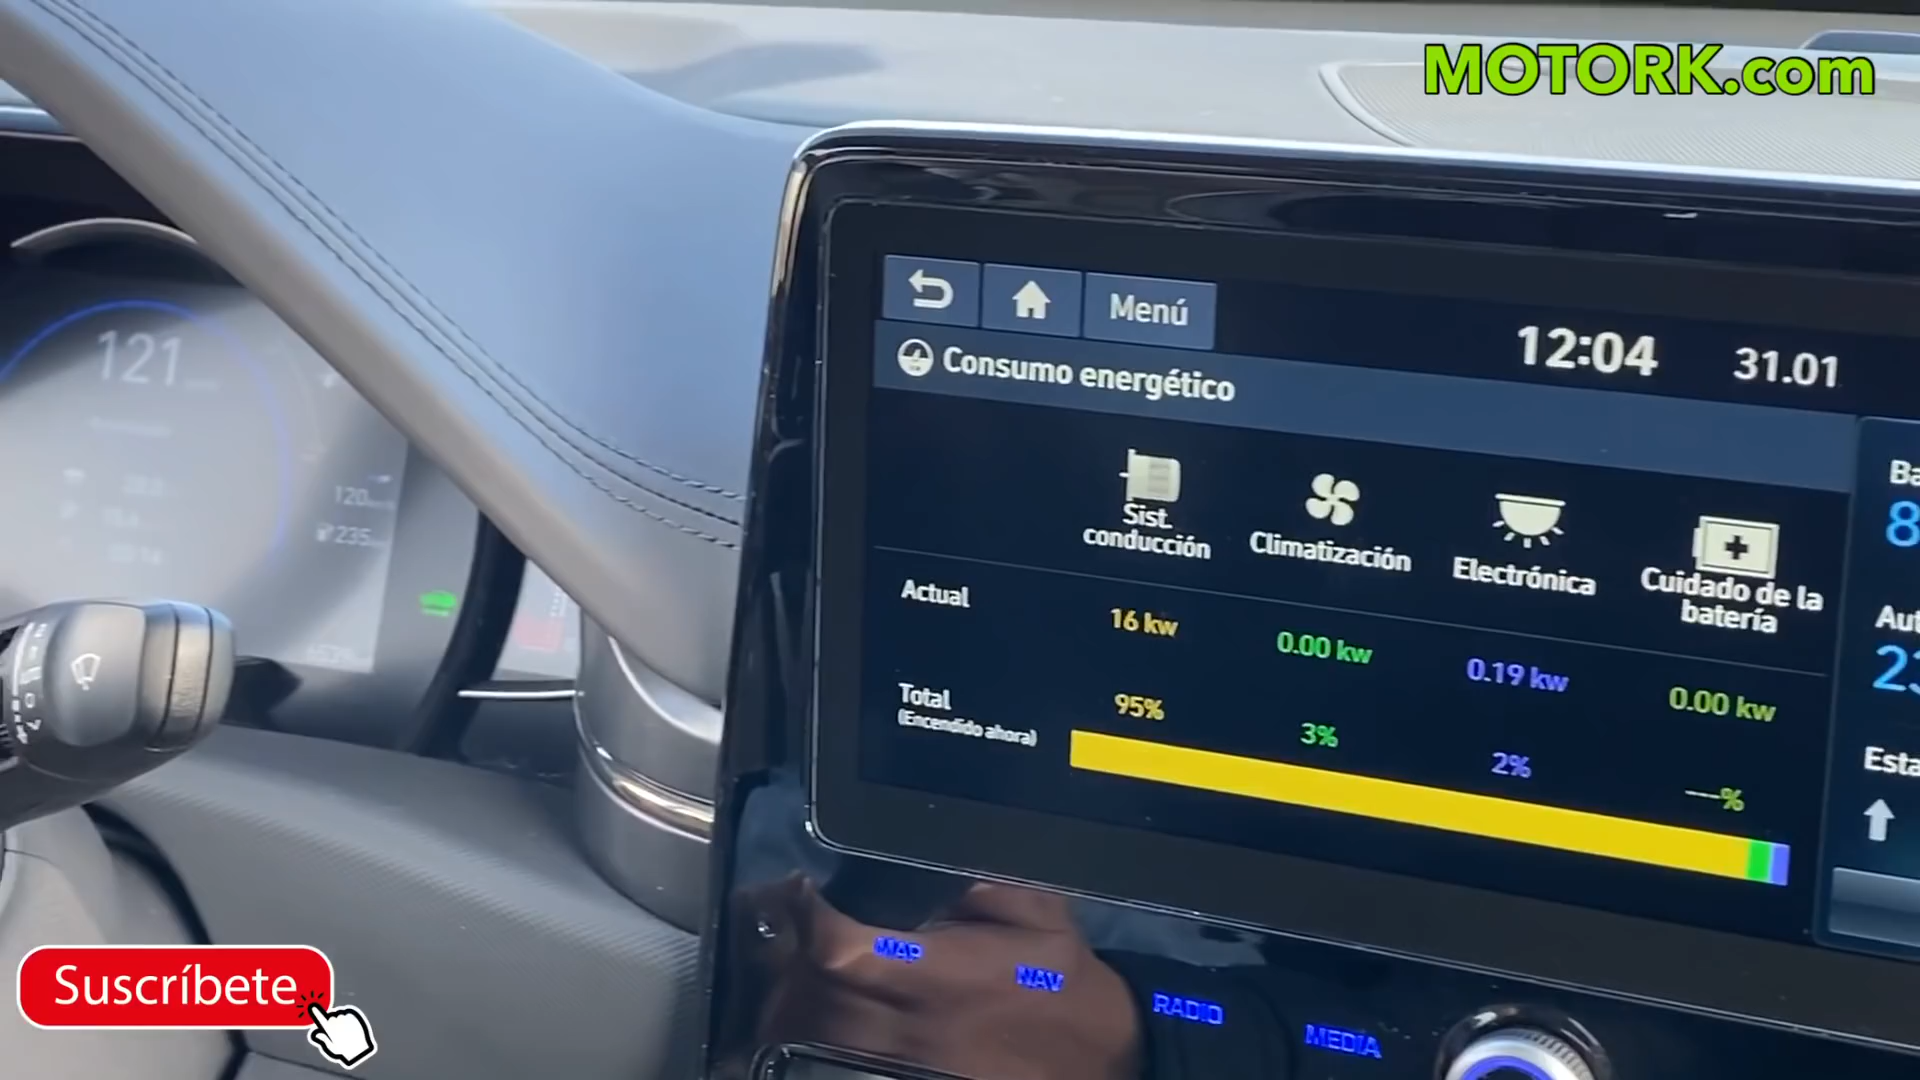 MOTORK.com
Menú
12:04
31.01
Consumo energético
Sist.
conducción
Climatización
Electrónica
Cuidado de la
batería
Actual
16 kw
0.00 kw
0.19 kw
0.00 kw
Total
(Encendido ahora)
95%
3%
2%
---%
121
120
235
MAP
NAV
RADIO
MEDIA
Suscríbete